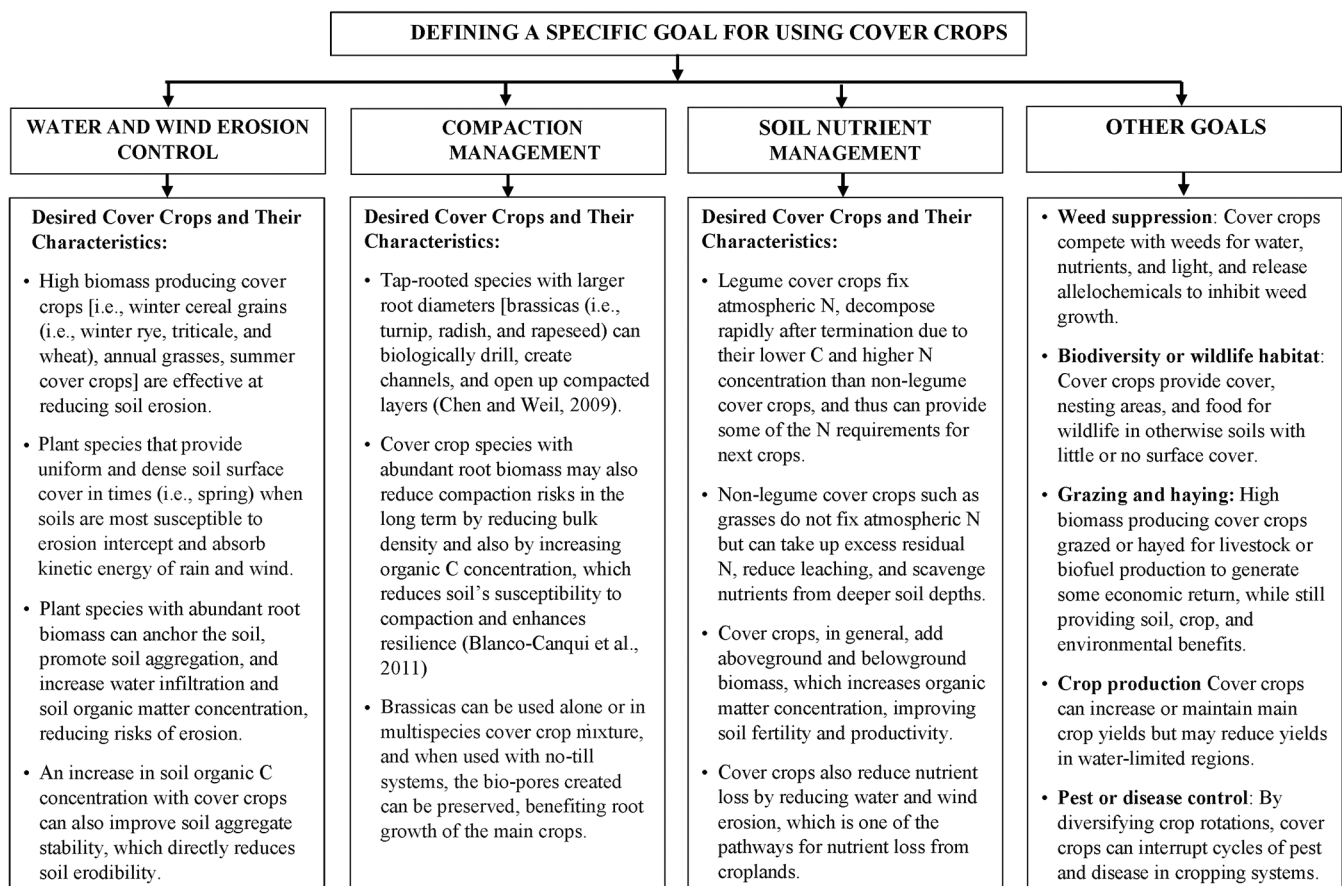 DEFINING A SPECIFIC GOAL FOR USING COVER CROPS
WATER AND WIND EROSION
CONTROL
Desired Cover Crops and Their
Characteristics:
• High biomass producing cover
crops [i.e., winter cereal grains
(i.e., winter rye, triticale, and
wheat), annual grasses, summer
cover crops] are effective at
reducing soil erosion.
• Plant species that provide
uniform and dense soil surface
cover in times (i.e., spring) when
soils are most susceptible to
erosion intercept and absorb
kinetic energy of rain and wind.
• Plant species with abundant root
biomass can anchor the soil,
promote soil aggregation, and
increase water infiltration and
soil organic matter concentration,
reducing risks of erosion.
• An increase in soil organic C
concentration with cover crops
can also improve soil aggregate
stability, which directly reduces
soil erodibility.
COMPACTION
MANAGEMENT
Desired Cover Crops and Their
Characteristics:
• Tap-rooted species with larger
root diameters [brassicas (i.e.,
turnip, radish, and rapeseed) can
biologically drill, create
channels, and open up compacted
layers (Chen and Weil, 2009).
• Cover crop species with
abundant root biomass may also
reduce compaction risks in the
long term by reducing bulk
density and also by increasing
organic C concentration, which
reduces soil's susceptibility to
compaction and enhances
resilience (Blanco-Canqui et al.,
2011)
• Brassicas can be used alone or in
multispecies cover crop mixture,
and when used with no-till
systems, the bio-pores created
can be preserved, benefiting root
growth of the main crops.
SOIL NUTRIENT
MANAGEMENT
Desired Cover Crops and Their
Characteristics:
• Legume cover crops fix
atmospheric N, decompose
rapidly after termination due to
their lower C and higher N
concentration than non-legume
cover crops, and thus can provide
some of the N requirements for
next crops.
• Non-legume cover crops such as
grasses do not fix atmospheric N
but can take up excess residual
N, reduce leaching, and scavenge
nutrients from deeper soil depths.
• Cover crops, in general, add
aboveground and belowground
biomass, which increases organic
matter concentration, improving
soil fertility and productivity.
• Cover crops also reduce nutrient
loss by reducing water and wind
erosion, which is one of the
pathways for nutrient loss from
croplands.
OTHER GOALS
• Weed suppression: Cover crops
compete with weeds for water,
nutrients, and light, and release
allelochemicals to inhibit weed
growth.
• Biodiversity or wildlife habitat:
Cover crops provide cover,
nesting areas, and food for
wildlife in otherwise soils with
little or no surface cover.
• Grazing and haying: High
biomass producing cover crops
grazed or hayed for livestock or
biofuel production to generate
some economic return, while still
providing soil, crop, and
environmental benefits.
• Crop production Cover crops
can increase or maintain main
crop yields but may reduce yields
in water-limited regions.
• Pest or disease control: By
diversifying crop rotations, cover
crops can interrupt cycles of pest
and disease in cropping systems.